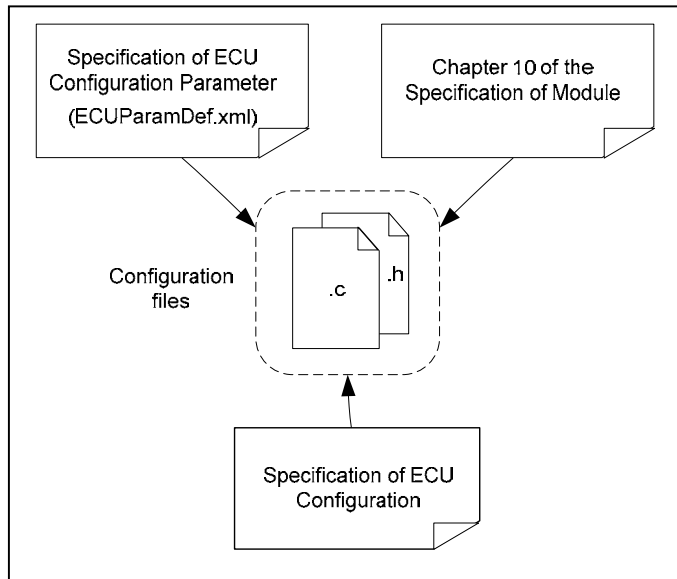 Specification of ECU
Configuration Parameter
(ECUParamDef.xml)
Chapter 10 of the
Specification of Module
Configuration
files
.c
.h
Specification of ECU
Configuration